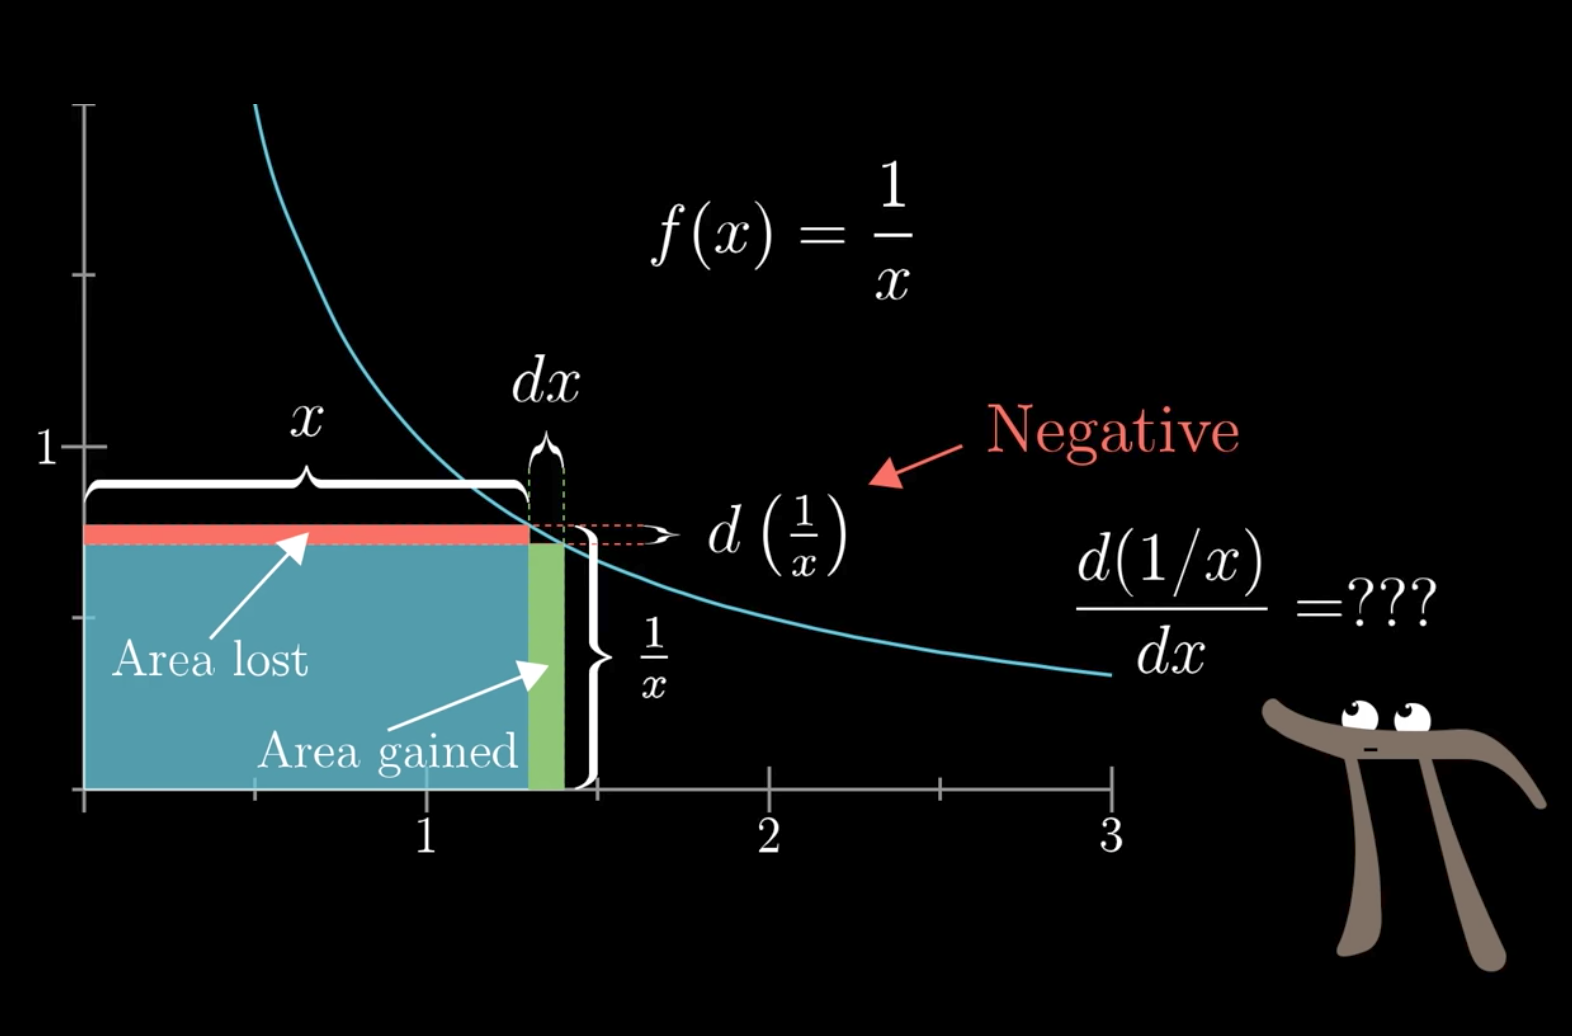 f(x) = 1/x
dx
x
Negative
1
d(1/x)
d(1/x)/dx =???
Area lost
1/x
Area gained
1 2 3